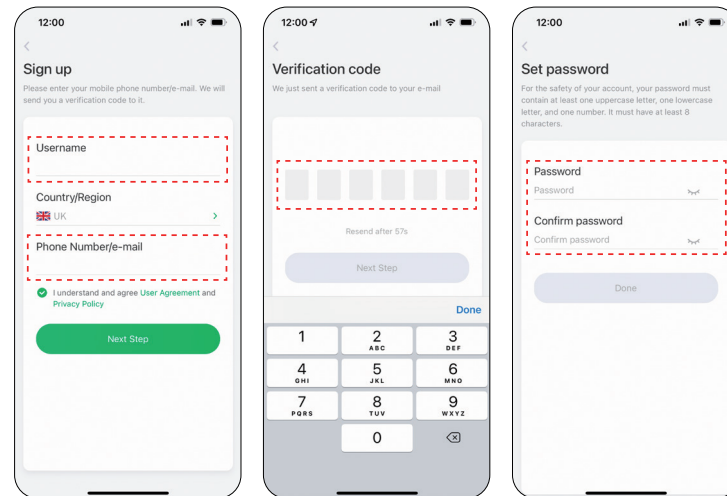 12:00
Sign up
Please enter your mobile phone number/e-mail. We will
send you a verification code to it.
Username
Country/Region
UK
Phone Number/e-mail
I understand and agree User Agreement and
Privacy Policy
Next Step
12:00
Verification code
We just sent a verification code to your e-mail
Resend after 57s
Next Step
Done
1
2
ABC
3
DEF
4
GHI
5
JKL
6
MNO
7
PQRS
8
TUV
9
WXYZ
0
12:00
Set password
For the safety of your account, your password must
contain at least one uppercase letter, one lowercase
letter, and one number. It must have at least 8
characters.
Password
Password
Confirm password
Confirm password
Done